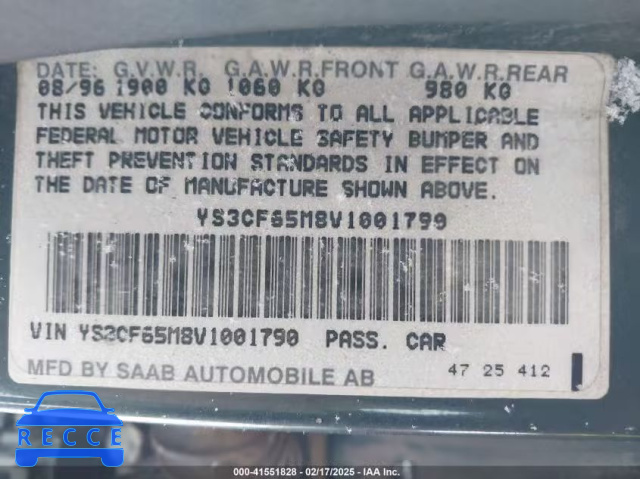 DATE: G.V.W.R. G.A.W.R.FRONT G.A.W.R.REAR
08/96 1900 KG 1060 KG 980 KG
THIS VEHICLE CONFORMS TO ALL APPLICABLE
FEDERAL MOTOR VEHICLE SAFETY BUMPER AND
THEFT PREVENTION STANDARDS IN EFFECT ON
THE DATE OF MANUFACTURE SHOWN ABOVE.
YS3CF65M8V1001799
VIN YS3CF65M8V1001790 PASS. CAR
MFD BY SAAB AUTOMOBILE AB 47 25 412
RECCE
000-41551828 - 02/17/2025 - IAA Inc.